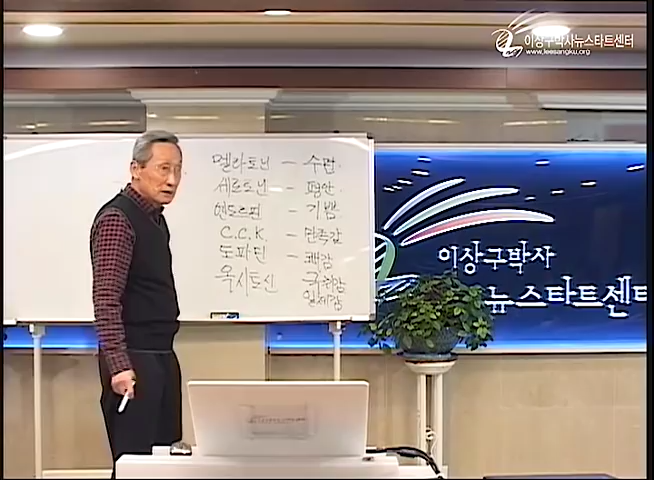 이상구박사뉴스타트센터
www.leesangku.org
멜라토닌 - 수면
세로토닌 - 평안
엔도르핀 - 기쁨
C.C.K. - 만족감
도파민 - 쾌감
옥시토신
일체감
이상구박사
뉴스타트센터